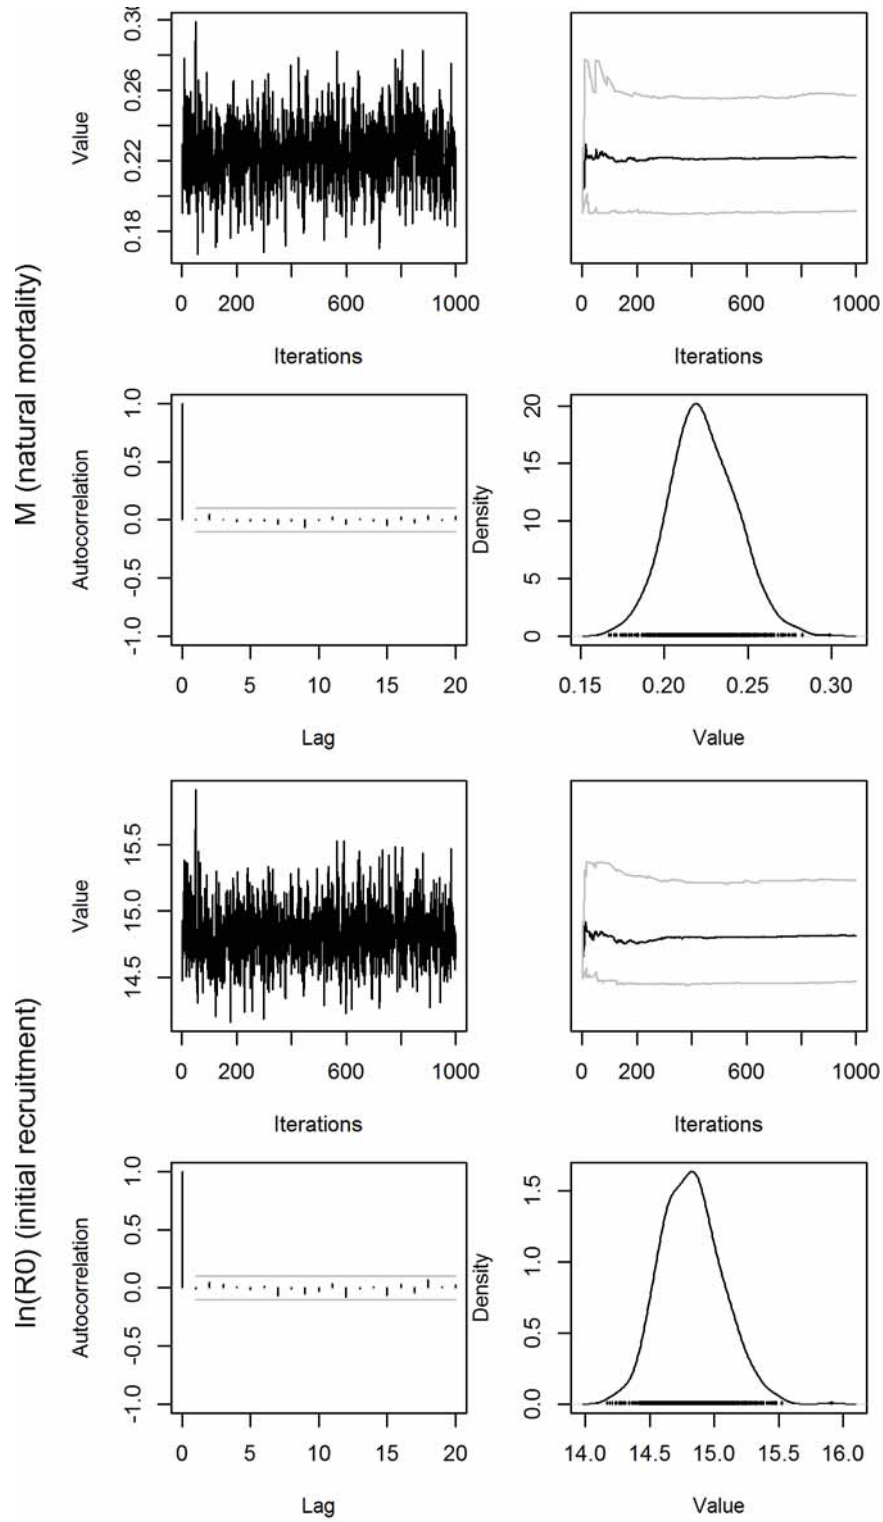 M (natural mortality)
Value
0.18 0.22 0.26 0.30
0 200 600 1000
Iterations
0 200 600 1000
Iterations
Autocorrelation
-1.0 -0.5 0.0 0.5 1.0
0 5 10 15 20
Lag
Density
0 5 10 15 20
0.15 0.20 0.25 0.30
Value
ln(R0) (initial recruitment)
Value
14.5 15.0 15.5
0 200 600 1000
Iterations
0 200 600 1000
Iterations
Autocorrelation
-1.0 -0.5 0.0 0.5 1.0
0 5 10 15 20
Lag
Density
0.0 0.5 1.0 1.5
14.0 14.5 15.0 15.5 16.0
Value